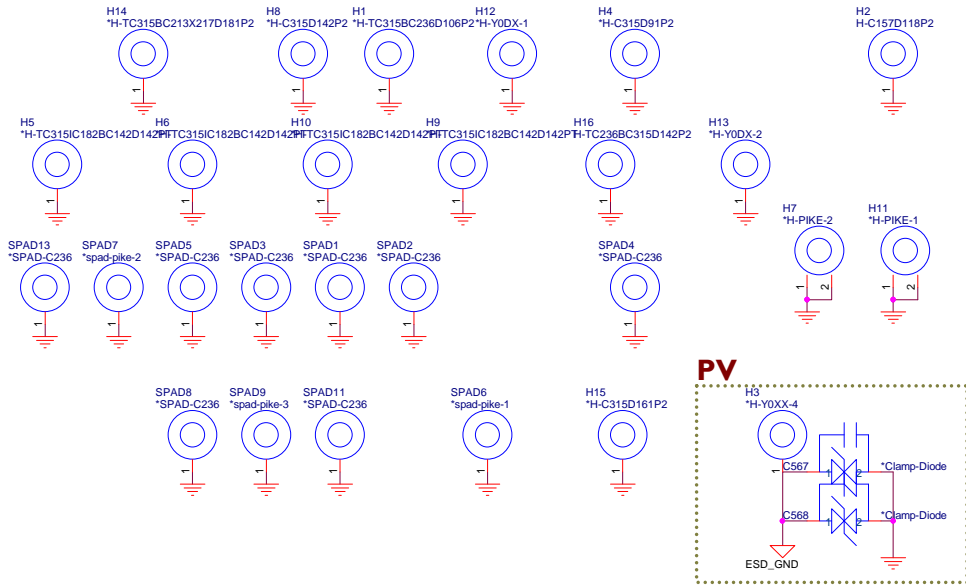 H14
*H-TC315BC213X217D181P2
1
H8
*H-C315D142P2
1
H1
*H-TC315BC236D106P2
1
H12
*H-Y0DX-1
1
H4
*H-C315D91P2
1
H2
H-C157D118P2
1
H5
*H-TC315IC182BC142D142PT
1
H6
*H-TC315IC182BC142D142PT
1
H10
*H-TC315IC182BC142D142PT
1
H9
*H-TC315IC182BC142D142PT
1
H16
*H-TC236BC315D142P2
1
H13
*H-Y0DX-2
1
H7
*H-PIKE-2
1
2
H11
*H-PIKE-1
1
2
SPAD13
*SPAD-C236
1
SPAD7
*spad-pike-2
1
SPAD5
*SPAD-C236
1
SPAD3
*SPAD-C236
1
SPAD1
*SPAD-C236
1
SPAD2
*SPAD-C236
1
SPAD4
*SPAD-C236
1
SPAD8
*SPAD-C236
1
SPAD9
*spad-pike-3
1
SPAD11
*SPAD-C236
1
SPAD6
*spad-pike-1
1
H15
*H-C315D161P2
1
PV
H3
*H-Y0XX-4
1
C567
1
2
*Clamp-Diode
C568
1
2
*Clamp-Diode
ESD_GND